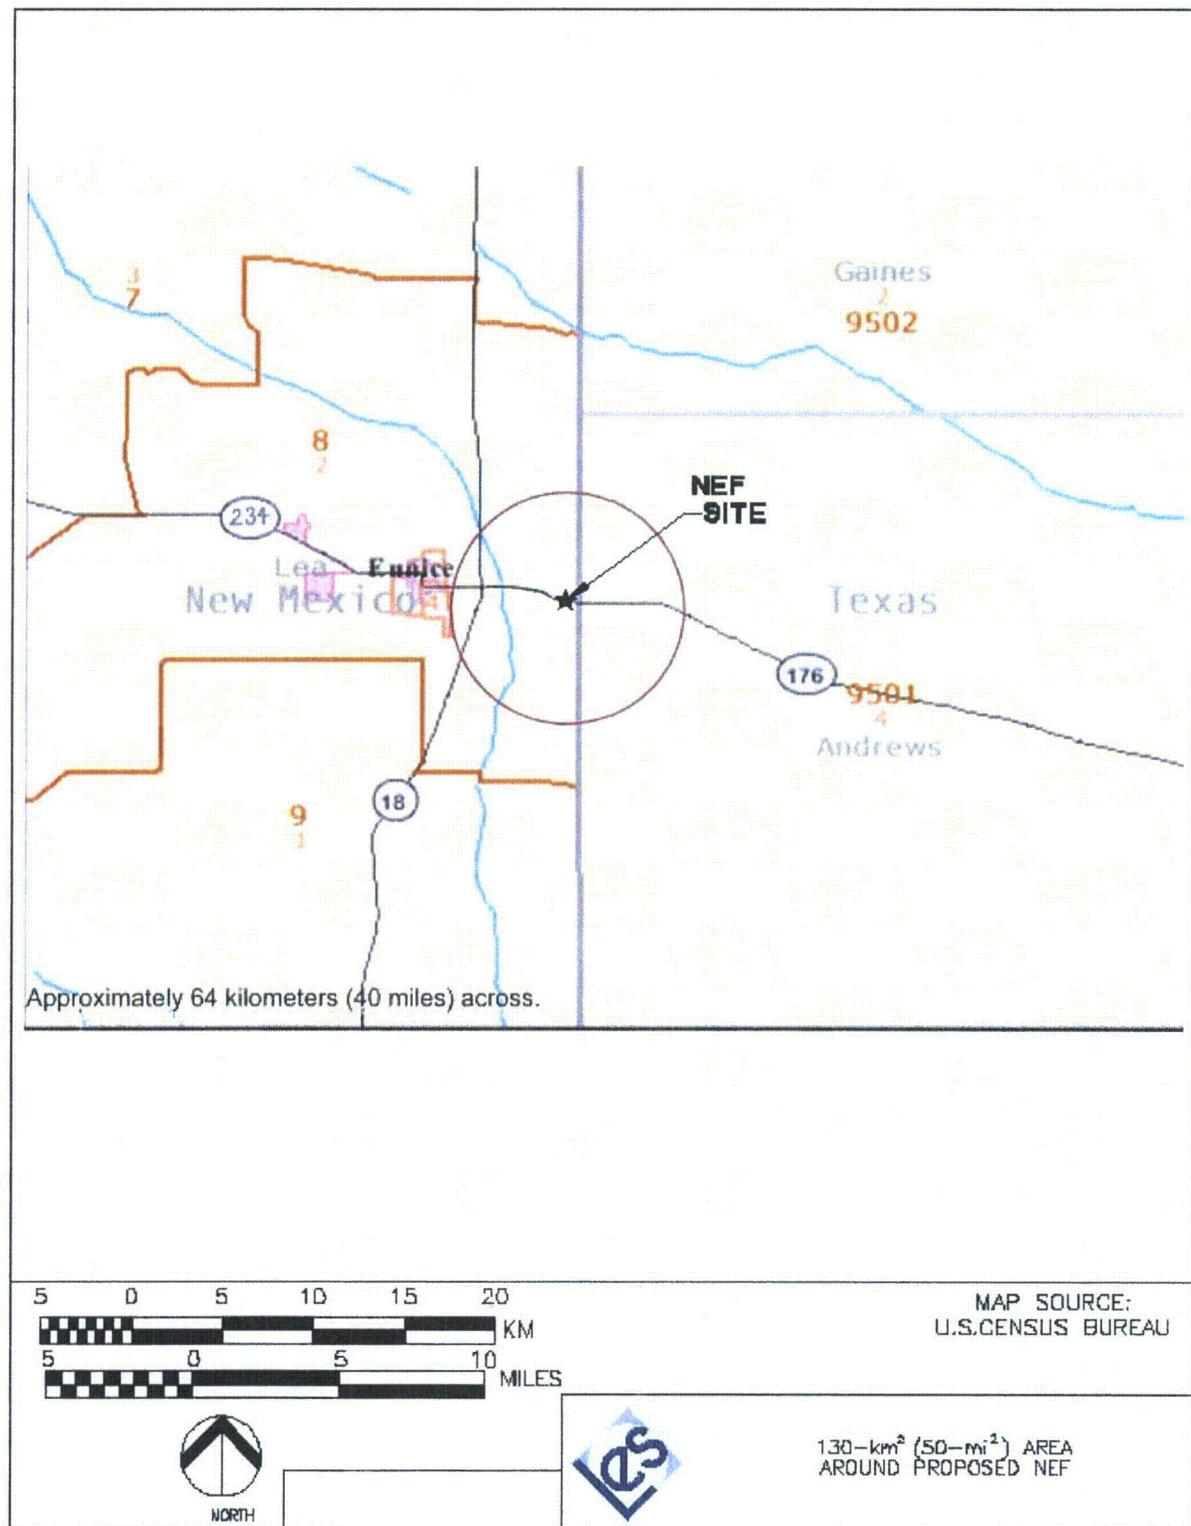 Gaines
2
9502
3
7
8
2
NEF
SITE
234
Lea
Eunice
New Mexico
4
Texas
176
9501
4
Andrews
18
9
1
Approximately 64 kilometers (40 miles) across.
5 0 5 10 15 20
KM
5 0 5 10
MILES
MAP SOURCE:
U.S.CENSUS BUREAU
NORTH
LES
130-km² (50-mi²) AREA
AROUND PROPOSED NEF